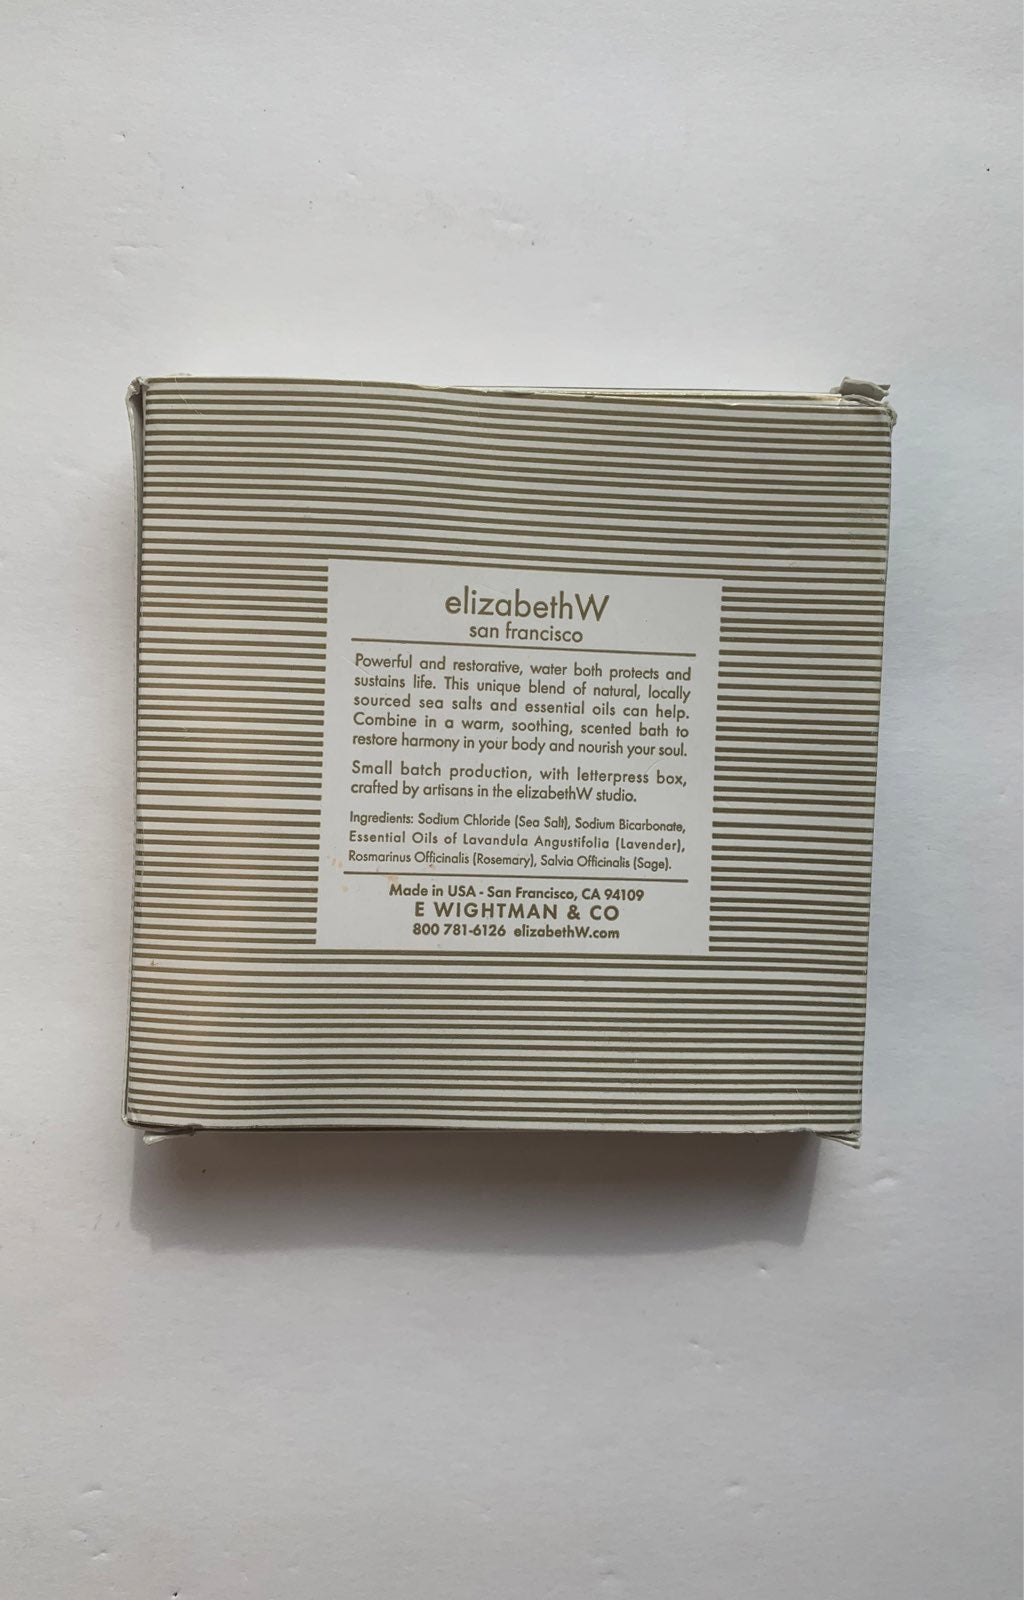 elizabethW
san francisco
Powerful and restorative, water both protects and
sustains life. This unique blend of natural, locally
sourced sea salts and essential oils can help.
Combine in a warm, soothing, scented bath to
restore harmony in your body and nourish your soul.
Small batch production, with letterpress box,
crafted by artisans in the elizabethW studio.
Ingredients: Sodium Chloride (Sea Salt), Sodium Bicarbonate,
Essential Oils of Lavandula Angustifolia (Lavender),
Rosmarinus Officinalis (Rosemary), Salvia Officinalis (Sage).
Made in USA - San Francisco, CA 94109
E WIGHTMAN & CO
800 781-6126 elizabethW.com